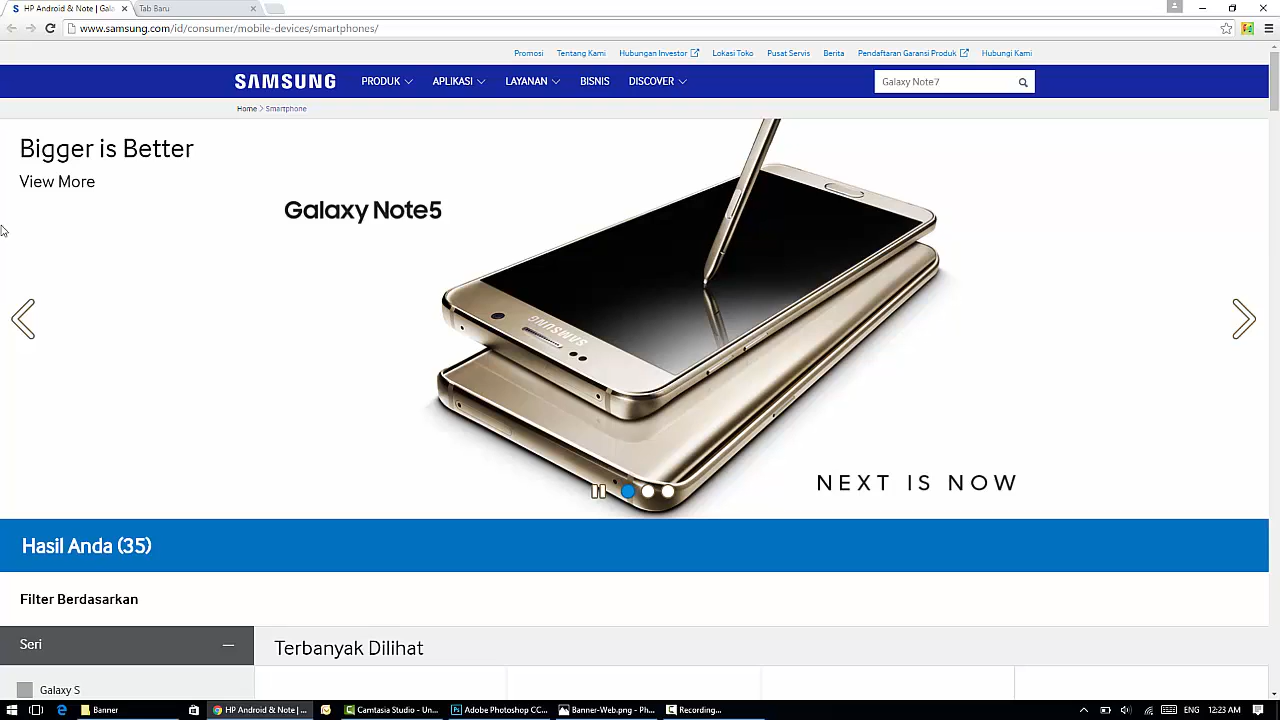 HP Android & Note | Gala
Tab Baru
www.samsung.com/id/consumer/mobile-devices/smartphones/
Promosi Tentang Kami Hubungan Investor Lokasi Toko Pusat Servis Berita Pendaftaran Garansi Produk Hubungi Kami
SAMSUNG PRODUK APLIKASI LAYANAN BISNIS DISCOVER Galaxy Note7
Home > Smartphone
Bigger is Better
View More
Galaxy Note5
SAMSUNG
NEXT IS NOW
Hasil Anda (35)
Filter Berdasarkan
Seri
Terbanyak Dilihat
Galaxy S
Banner HP Android & Note |... Camtasia Studio - Un... Adobe Photoshop CC... Banner-Web.png - Ph... Recording... ENG 12:23 AM